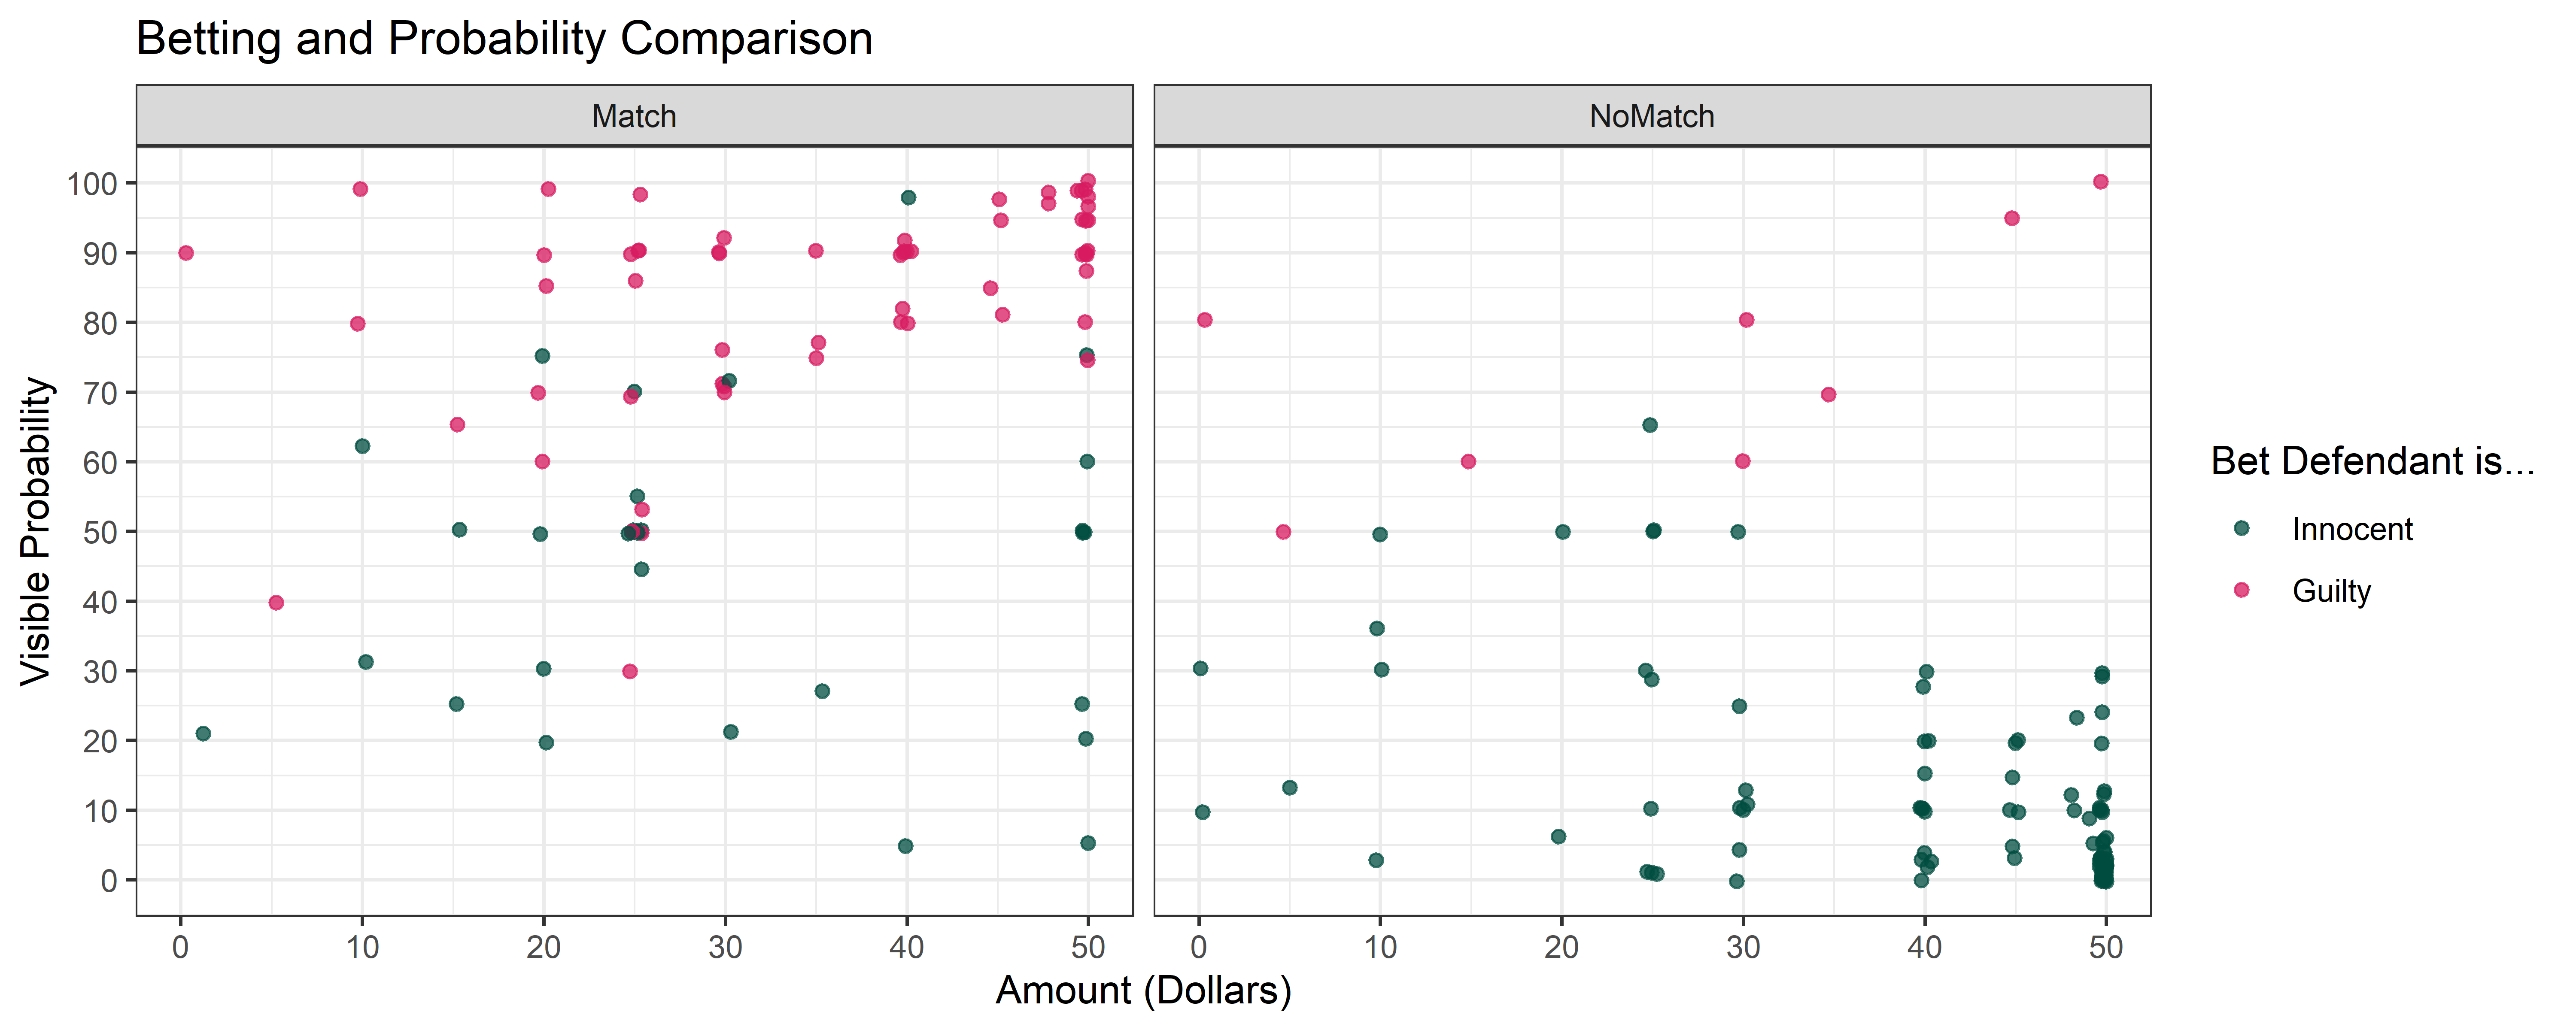 Betting and Probability Comparison
Match
NoMatch
Visible Probability
100
90
80
70
60
50
40
30
20
10
0
0 10 20 30 40 50
0 10 20 30 40 50
Amount (Dollars)
Bet Defendant is...
Innocent
Guilty